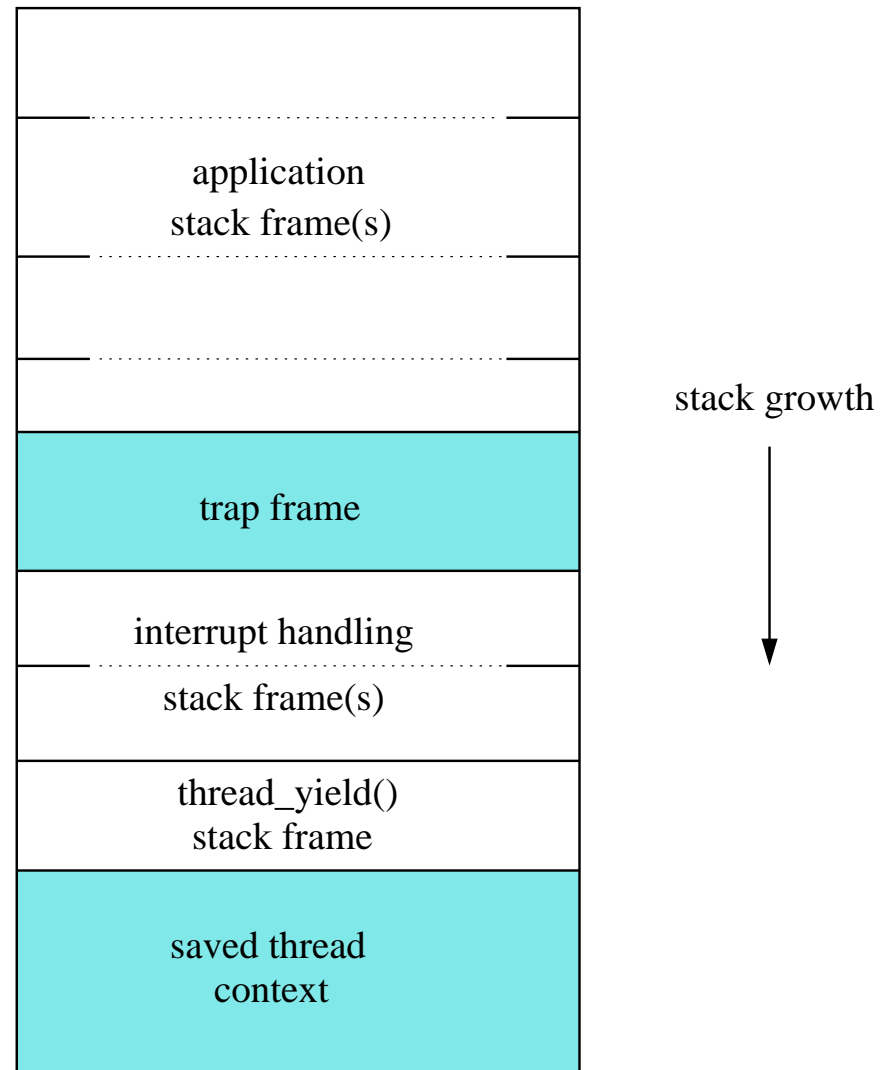 application
stack frame(s)
stack growth
trap frame
interrupt handling
stack frame(s)
thread_yield()
stack frame
saved thread
context